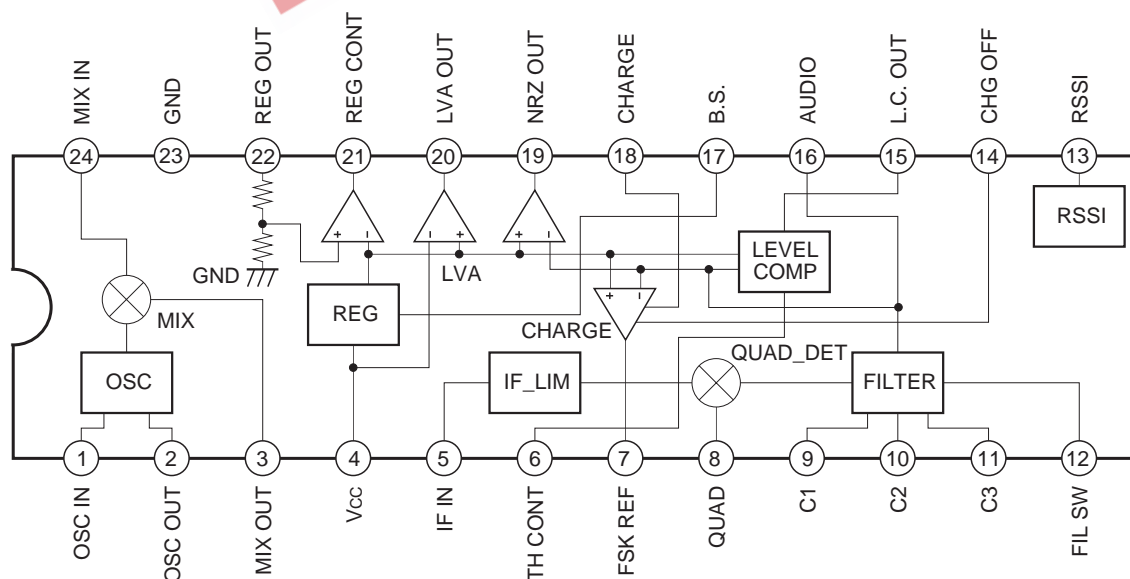 MIX IN
GND
REG OUT
REG CONT
LVA OUT
NRZ OUT
CHARGE
B.S.
AUDIO
L.C. OUT
CHG OFF
RSSI
24
23
22
21
20
19
18
17
16
15
14
13
RSSI
+ −
− +
+ −
LEVEL
COMP
GND
LVA
+ −
REG
MIX
CHARGE
QUAD_DET
OSC
IF_LIM
FILTER
1
2
3
4
5
6
7
8
9
10
11
12
OSC IN
OSC OUT
MIX OUT
VCC
IF IN
TH CONT
FSK REF
QUAD
C1
C2
C3
FIL SW